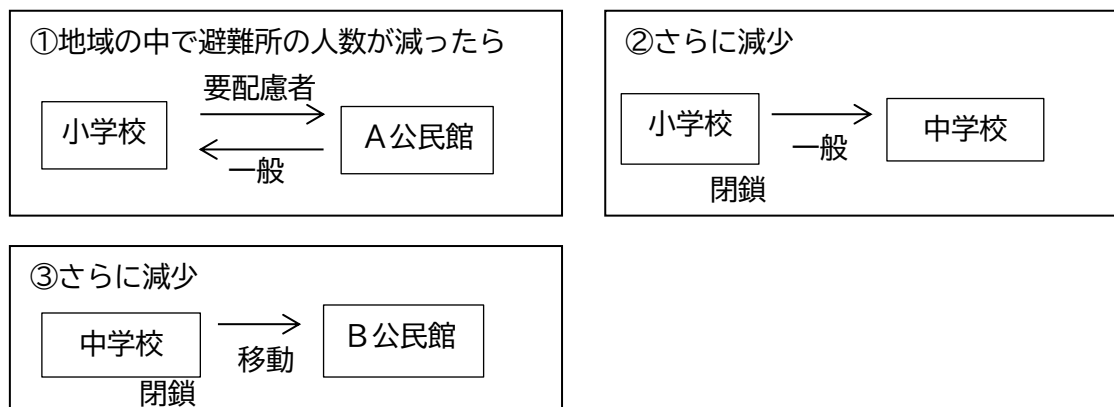 ①地域の中で避難所の人数が減ったら
要配慮者
小学校
A公民館
一般
②さらに減少
小学校
中学校
一般
閉鎖
③さらに減少
中学校
B公民館
移動
閉鎖